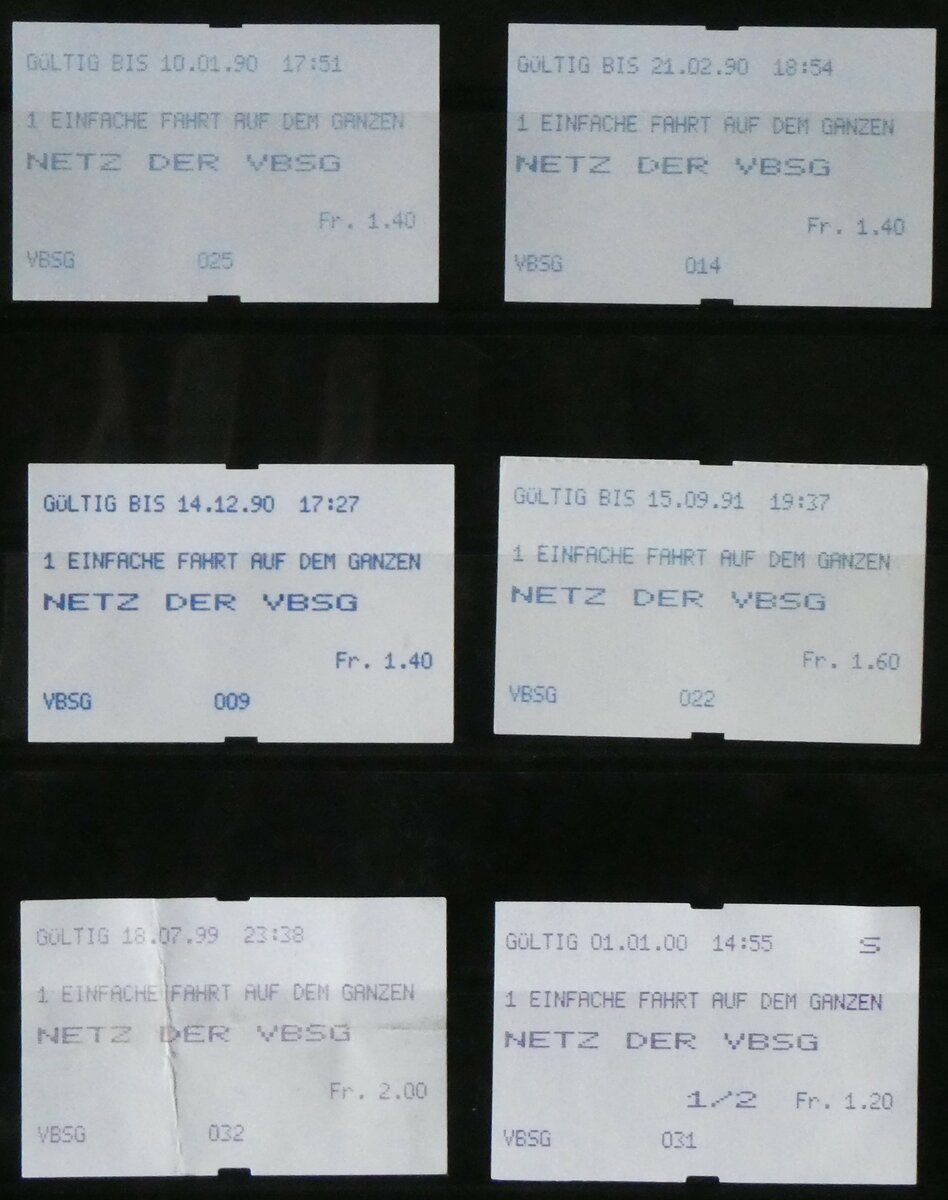 GÜLTIG BIS 10.01.90 17:51
1 EINFACHE FAHRT AUF DEM GANZEN
NETZ DER VBSG
Fr. 1.40
VBSG 025
GÜLTIG BIS 21.02.90 18:54
1 EINFACHE FAHRT AUF DEM GANZEN
NETZ DER VBSG
Fr. 1.40
VBSG 014
GÜLTIG BIS 14.12.90 17:27
1 EINFACHE FAHRT AUF DEM GANZEN
NETZ DER VBSG
Fr. 1.40
VBSG 009
GÜLTIG BIS 15.09.91 19:37
1 EINFACHE FAHRT AUF DEM GANZEN
NETZ DER VBSG
Fr. 1.60
VBSG 022
GÜLTIG 18.07.99 23:38
1 EINFACHE FAHRT AUF DEM GANZEN
NETZ DER VBSG
Fr. 2.00
VBSG 032
GÜLTIG 01.01.00 14:55 S
1 EINFACHE FAHRT AUF DEM GANZEN
NETZ DER VBSG
1/2 Fr. 1.20
VBSG 031